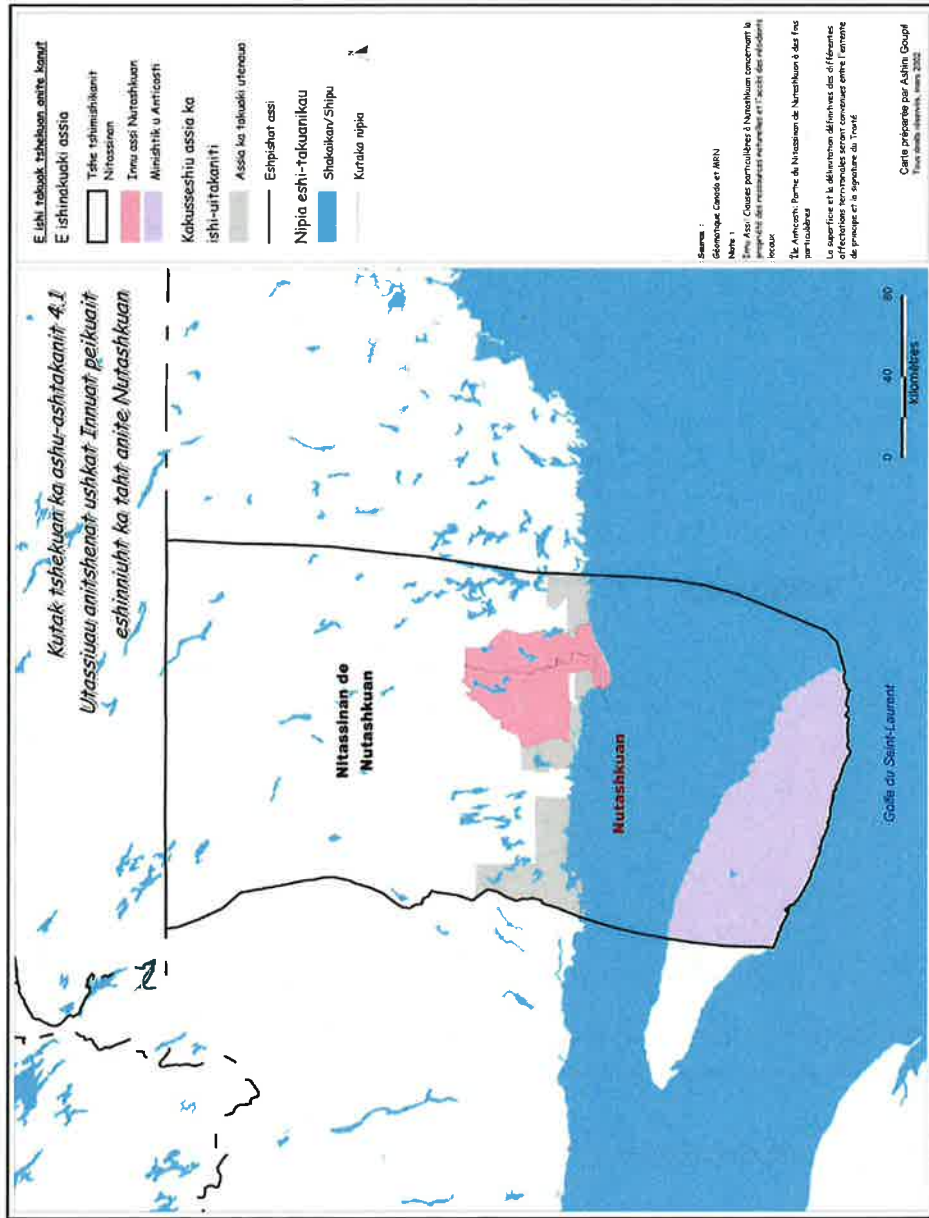 Kutak tshekuan ka ashu-ashtakanit 4.1
Utassiuau anitshenat ushkat Innuat peikuait
eshinniuht ka taht anite Nutashkuan
Nitassinan de
Nutashkuan
Nutashkuan
Golfe du Saint-Laurent
0 40 80
Kilomètres
E ishi takuak tshekuan anite kanut
E ishinakuaki assia
Tshe tshimishikanit
Nitassinan
Innu assi Nutashkuan
Minishtik u Anticosti
Kakusseshiu assia ka
ishi-uitakaniti
Assia ka takuaki utenaua
Eshpishat assi
Nipia eshi-takuanikau
Shakaikan/Shipu
Kutaka nipia
N
Source :
Géomatique Canada et MRN
Note :
Innu Assi: Clauses particulières à Nutashkuan concernant la
propriété des ressources naturelles et l'accès des résidents
locaux
Île Anticosti: Partie du Nitassinan de Nutashkuan à des fins
particulières
La superficie et la délimitation définitives des différentes
affectations territoriales seront convenues entre l'entente
de principe et la signature du Traité
Carte préparée par Ashini Goupil
Tous droits réservés, mars 2002